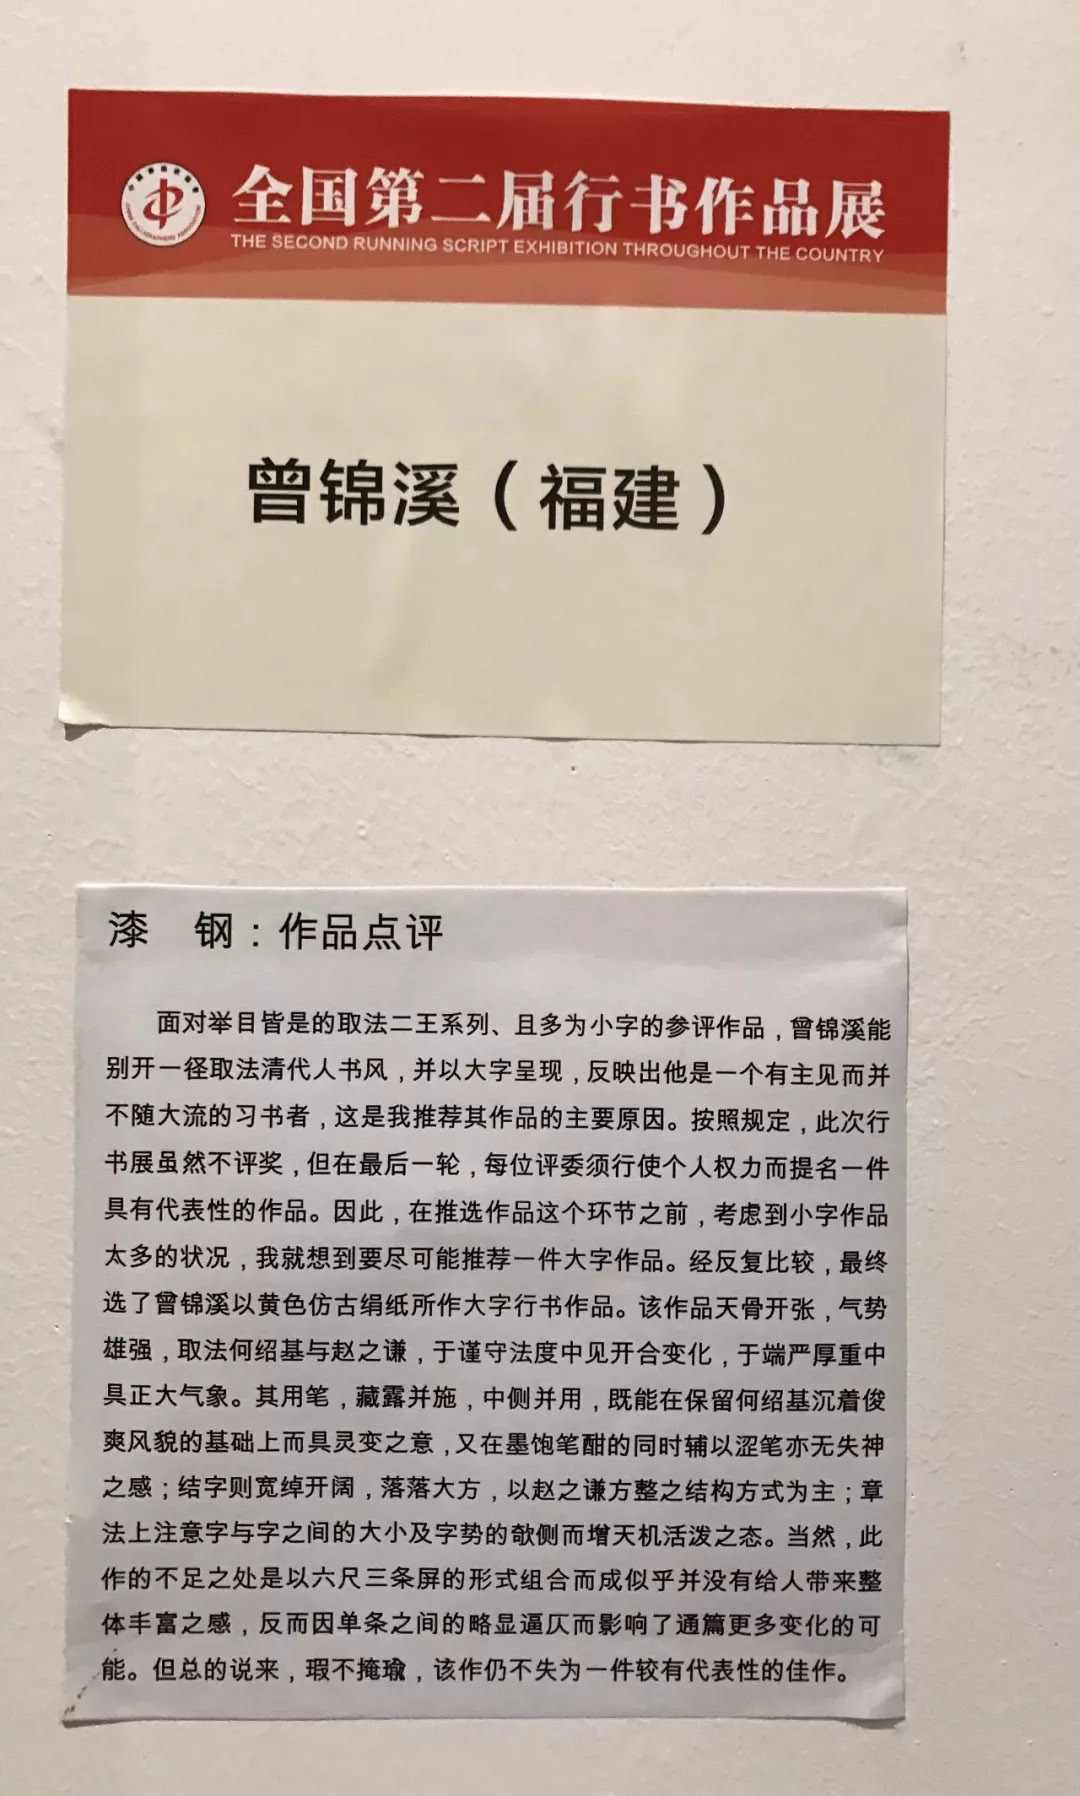 全国第二届行书作品展
THE SECOND RUNNING SCRIPT EXHIBITION THROUGHOUT THE COUNTRY
曾锦溪（福建）
漆　钢：作品点评
面对举目皆是的取法二王系列、且多为小字的参评作品，曾锦溪能
别开一径取法清代人书风，并以大字呈现，反映出他是一个有主见而并
不随大流的习书者，这是我推荐其作品的主要原因。按照规定，此次行
书展虽然不评奖，但在最后一轮，每位评委须行使个人权力而提名一件
具有代表性的作品。因此，在推选作品这个环节之前，考虑到小字作品
太多的状况，我就想到要尽可能推荐一件大字作品。经反复比较，最终
选了曾锦溪以黄色仿古绢纸所作大字行书作品。该作品天骨开张，气势
雄强，取法何绍基与赵之谦，于谨守法度中见开合变化，于端严厚重中
具正大气象。其用笔，藏露并施，中侧并用，既能在保留何绍基沉着俊
爽风貌的基础上而具灵变之意，又在墨饱笔酣的同时辅以涩笔亦无失神
之感；结字则宽绰开阔，落落大方，以赵之谦方整之结构方式为主；章
法上注意字与字之间的大小及字势的欹侧而增天机活泼之态。当然，此
作的不足之处是以六尺三条屏的形式组合而成似乎并没有给人带来整
体丰富之感，反而因单条之间的略显逼仄而影响了通篇更多变化的可
能。但总的说来，瑕不掩瑜，该作仍不失为一件较有代表性的佳作。